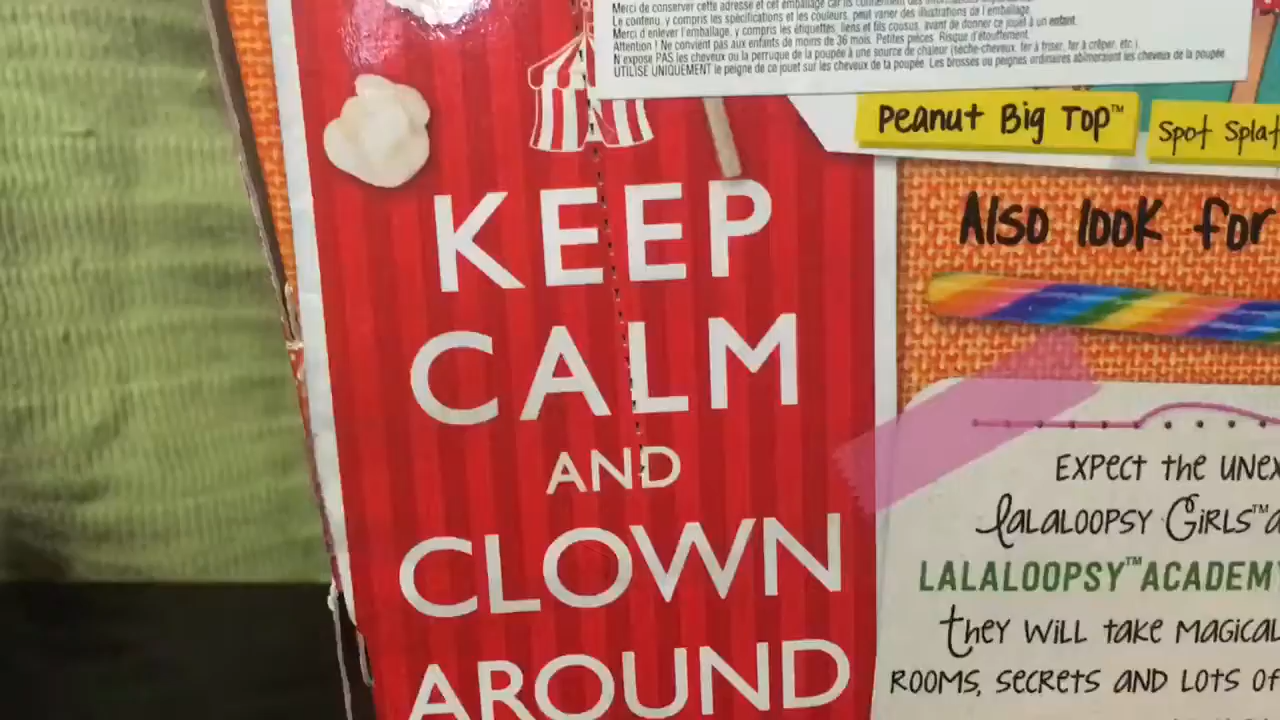 Merci de conserver cette adresse et cet emballage car ils contiennent des
Le contenu, y compris les spécifications et les couleurs, peut varier des illustrations de l'emballage.
Merci d'enlever l'emballage, y compris les étiquettes, liens et fils cousus, avant de donner ce jouet à un enfant.
Attention ! Ne convient pas aux enfants de moins de 36 mois. Petites pièces. Risque d'étouffement.
N'expose PAS les cheveux ou la perruque de la poupée à une source de chaleur (sèche-cheveux, fer à friser, fer à crêper, etc.)
UTILISE UNIQUEMENT le peigne de ce jouet sur les cheveux de ta poupée. Les brosses ou peignes ordinaires abîmeraient les cheveux de la poupée.
Peanut Big Top™
Spot Splat
KEEP
CALM
AND
CLOWN
AROUND
Also look for
Expect the unex
Lalaloopsy Girls™
LALALOOPSY™ ACADEMY
they will take magical
rooms, secrets and lots of